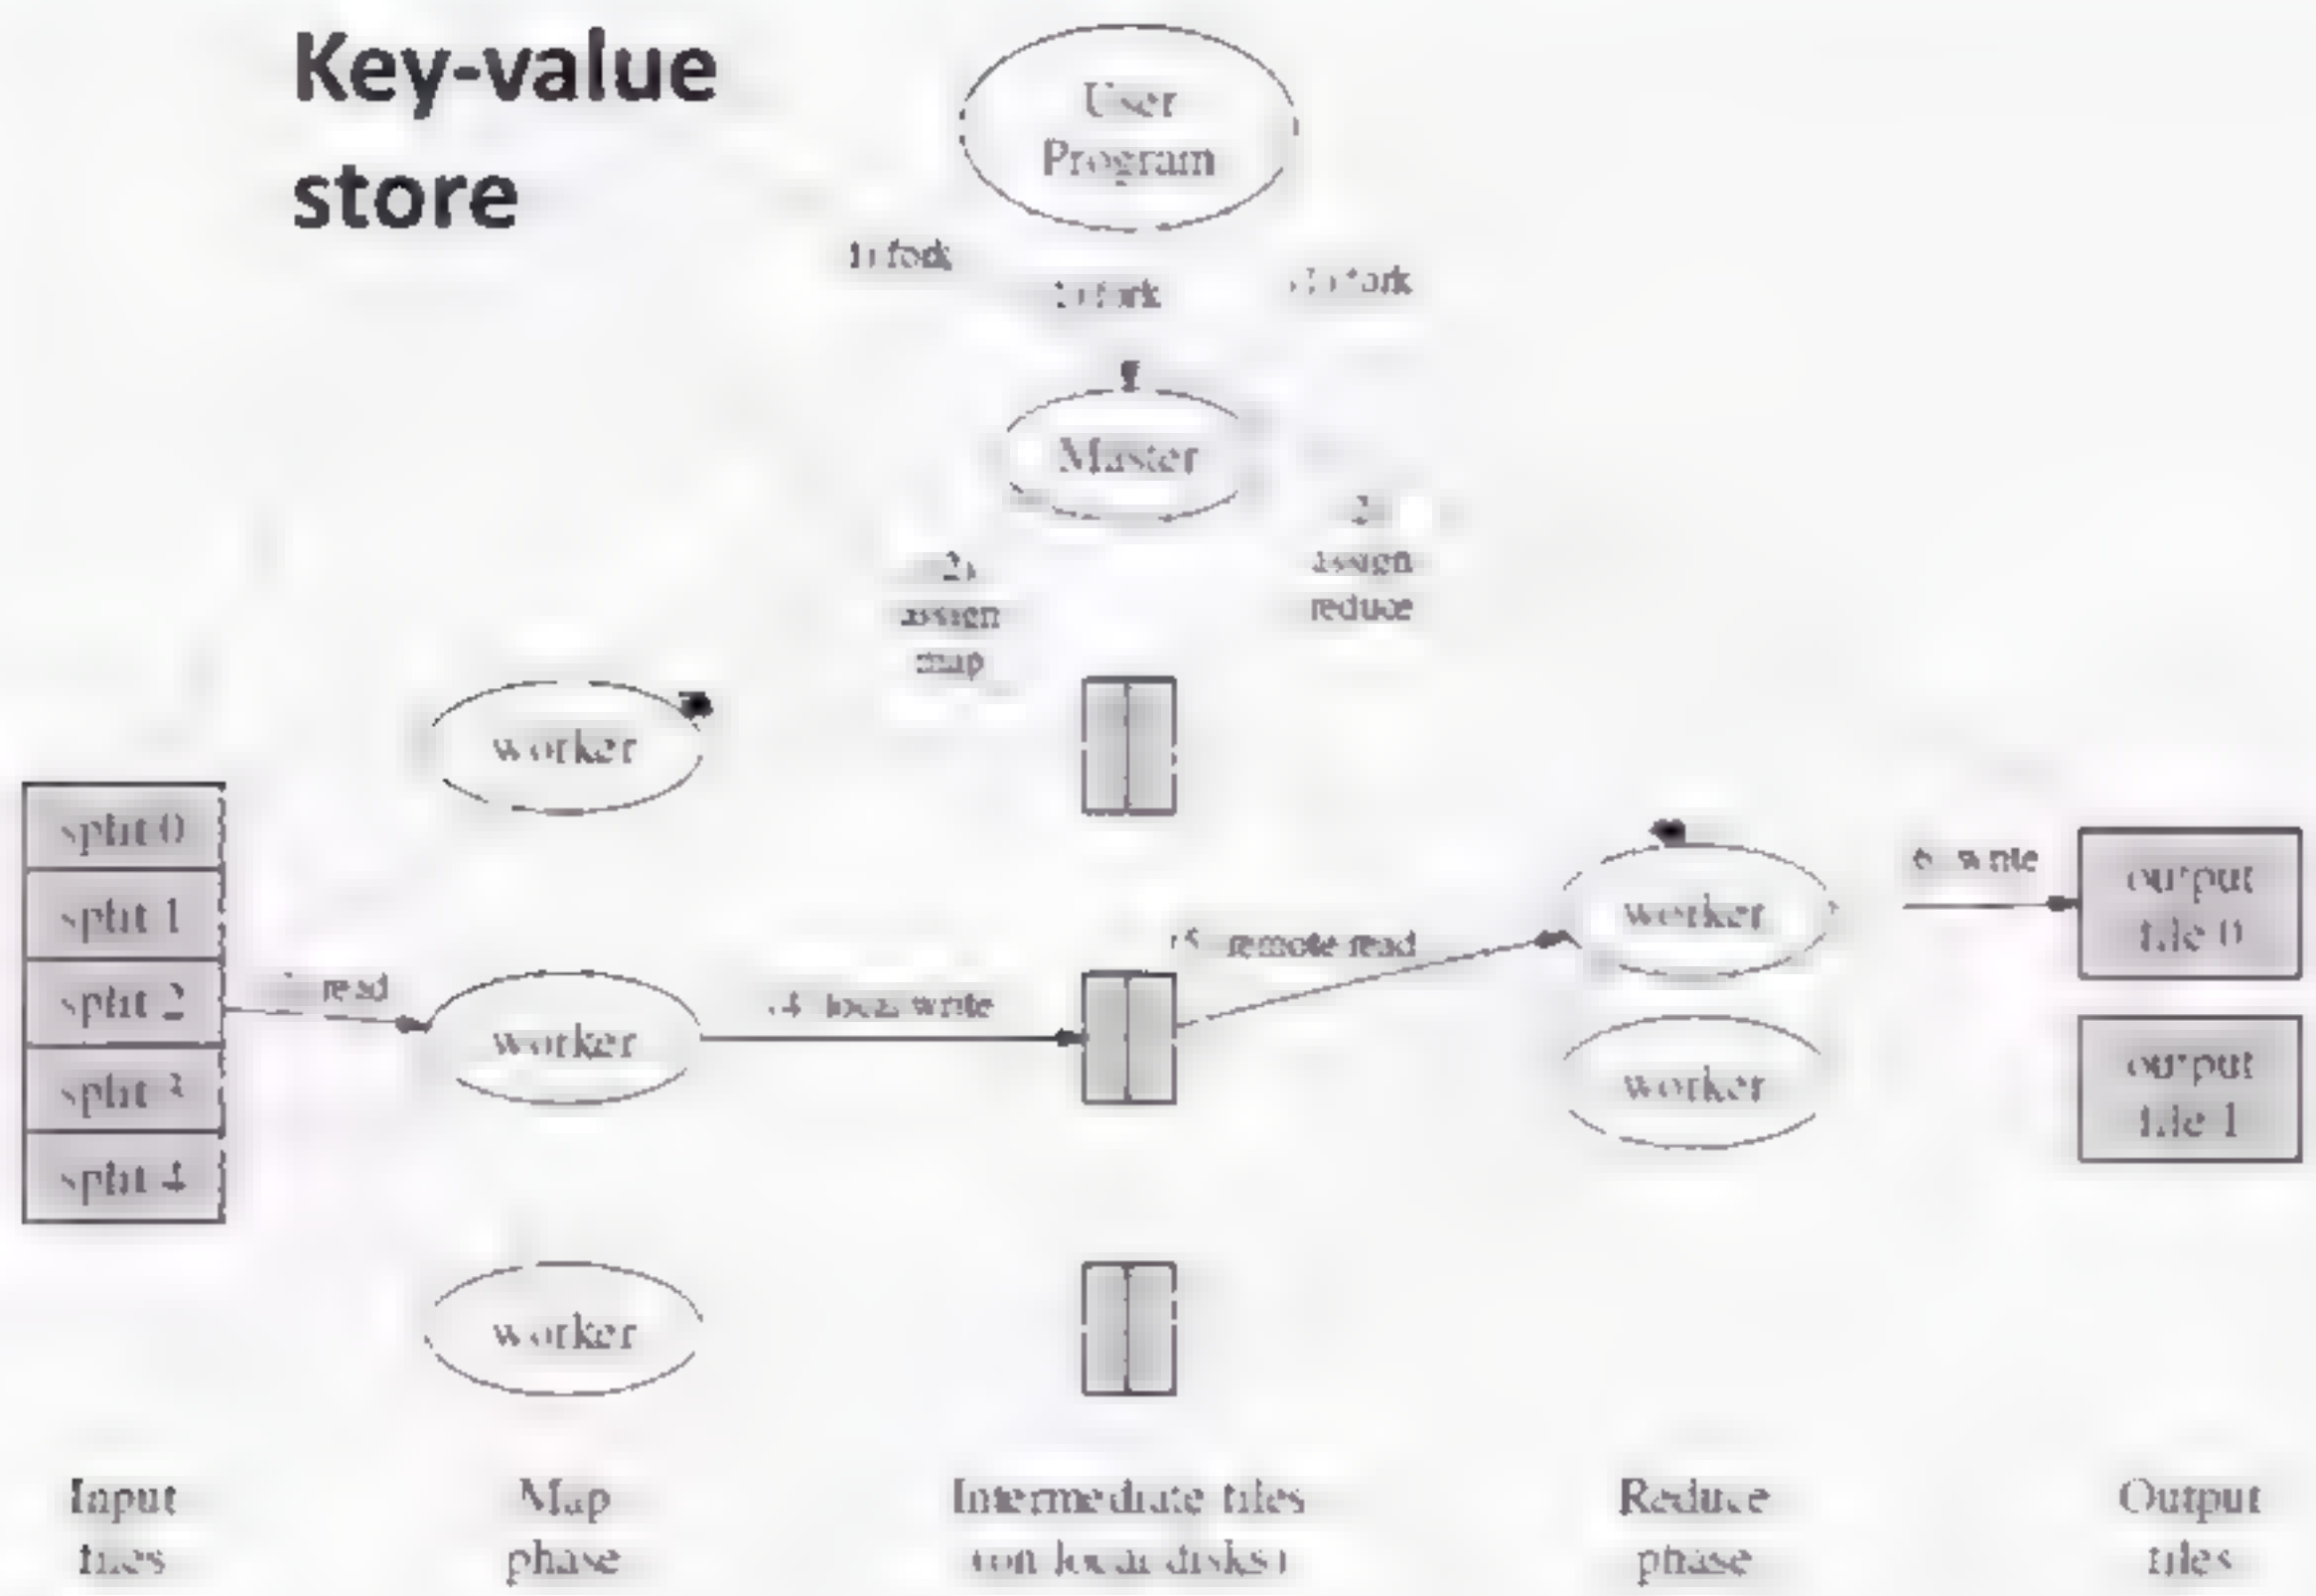 Key-value
store
User
Program
1) fork
1) fork
fork
Master
2)
assign
map
2)
assign
reduce
worker
split 0
split 1
split 2
split 3
split 4
read
worker
(4 local write
(5 remote read
worker
6 write
output
file 0
worker
output
file 1
worker
Input
files
Map
phase
Intermediate files
(on local disks)
Reduce
phase
Output
files